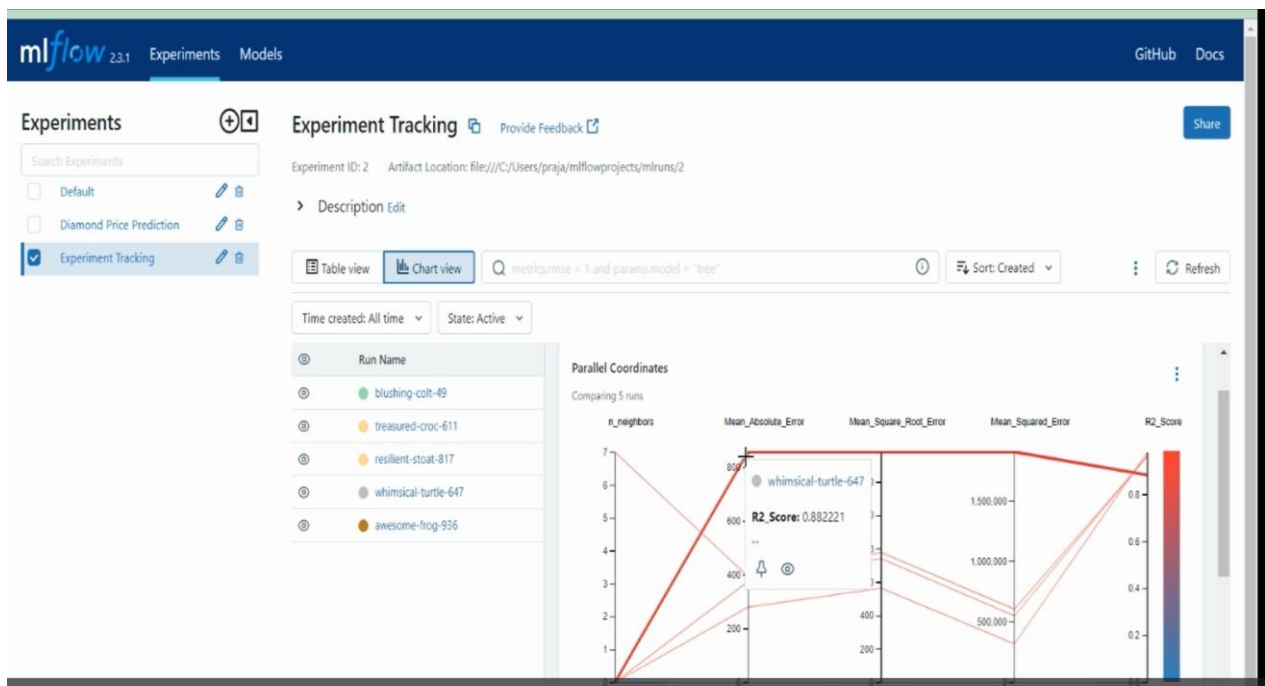 mlflow 2.3.1 Experiments Models GitHub Docs
Experiments
Search Experiments
Default
Diamond Price Prediction
Experiment Tracking
Experiment Tracking Provide Feedback Share
Experiment ID: 2 Artifact Location: file:///C:/Users/praja/mlflowprojects/mlruns/2
Description Edit
Table view Chart view metrics.rmse < 1 and params.model = "tree" Sort: Created Refresh
Time created: All time State: Active
Run Name
blushing-colt-49
treasured-croc-611
resilient-stoat-817
whimsical-turtle-647
awesome-frog-936
Parallel Coordinates
Comparing 5 runs
n_neighbors Mean_Absolute_Error Mean_Square_Root_Error Mean_Squared_Error R2_Score
7
6
5
4
3
2
1
800
600
400
200
whimsical-turtle-647
R2_Score: 0.882221
--
400
200
1,500,000
1,000,000
500,000
0.8
0.6
0.4
0.2